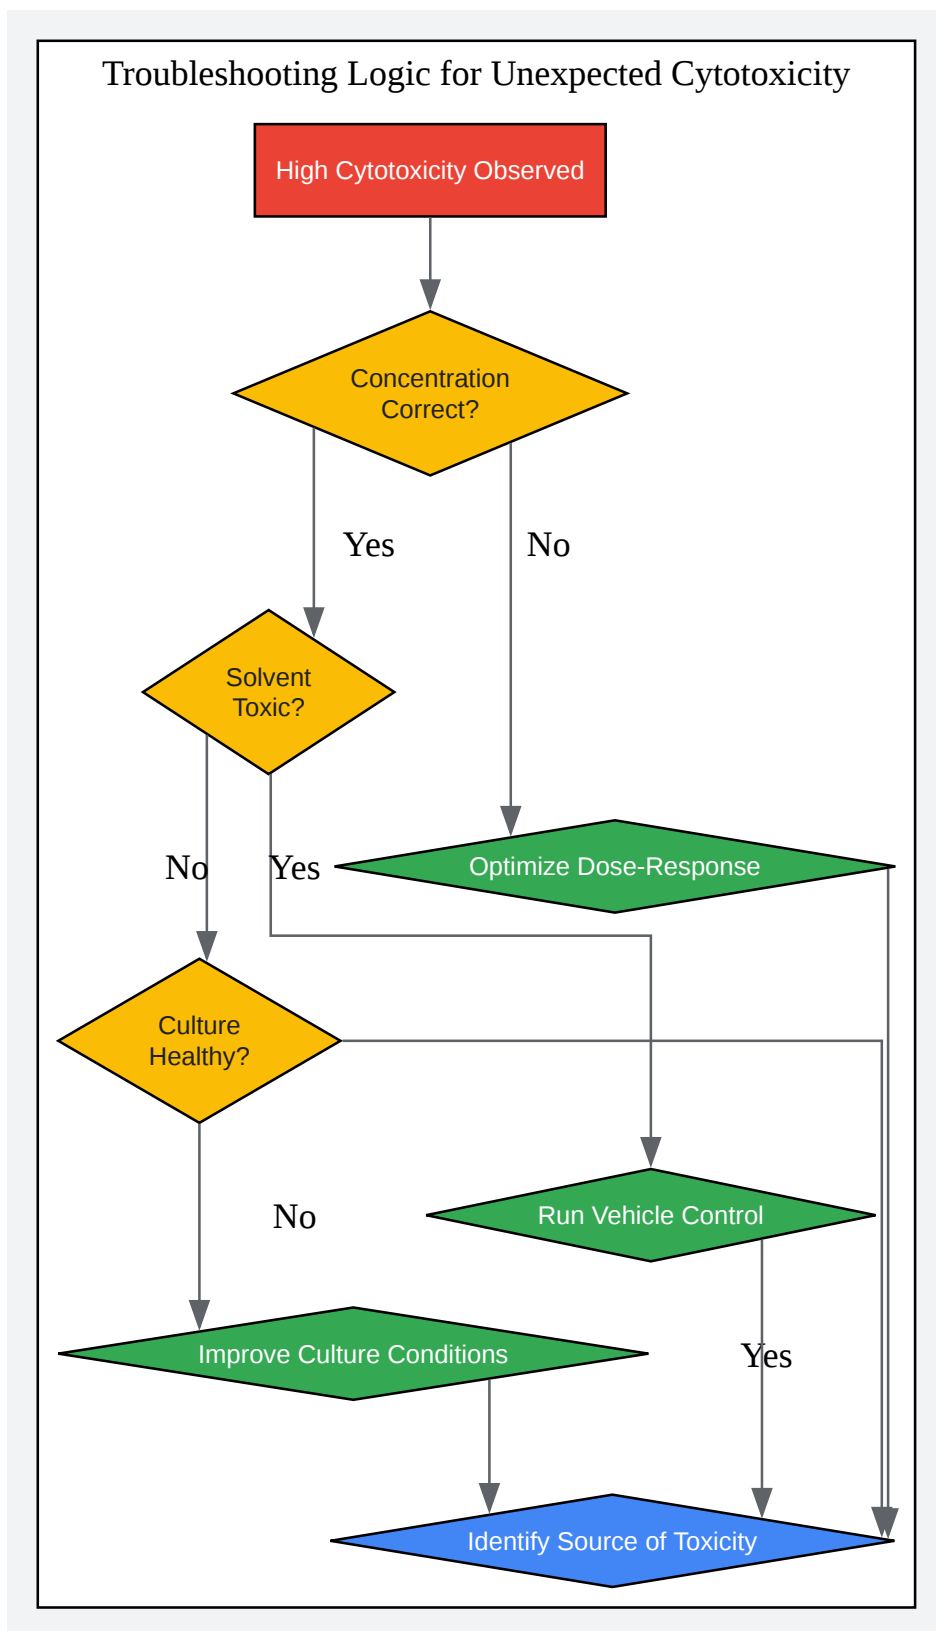 Troubleshooting Logic for Unexpected Cytotoxicity
High Cytotoxicity Observed
Concentration
Correct?
Yes
No
Solvent
Toxic?
No
Yes
Optimize Dose-Response
Culture
Healthy?
No
Run Vehicle Control
Improve Culture Conditions
Yes
Identify Source of Toxicity